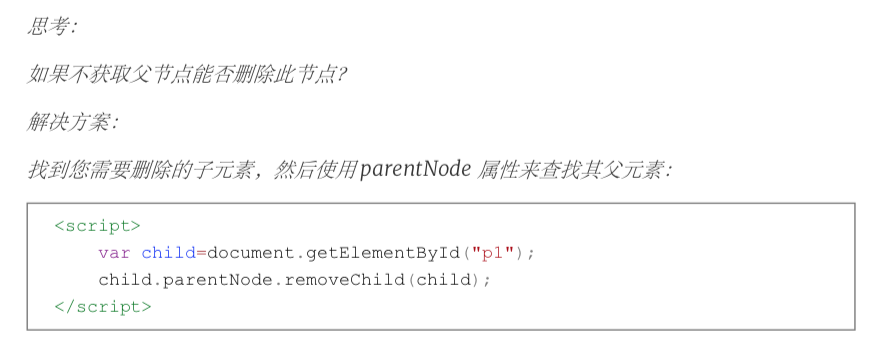 思考：
如果不获取父节点能否删除此节点？
解决方案：
找到您需要删除的子元素，然后使用parentNode 属性来查找其父元素：
<script>
    var child=document.getElementById("p1");
    child.parentNode.removeChild(child);
</script>